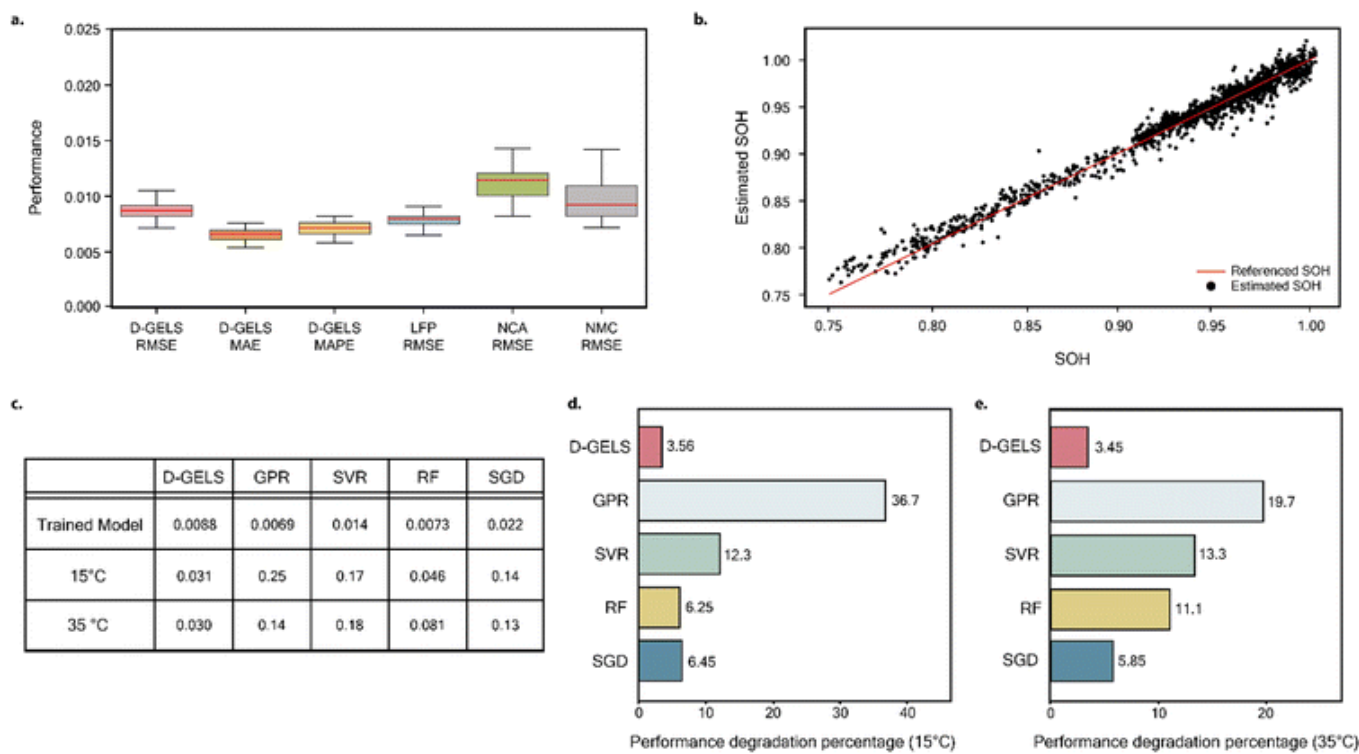 a.
0.025
0.020
0.015
0.010
0.005
0.000
Performance
D-GELS RMSE
D-GELS MAE
D-GELS MAPE
LFP RMSE
NCA RMSE
NMC RMSE
b.
1.00
0.95
0.90
0.85
0.80
0.75
Estimated SOH
Referenced SOH
Estimated SOH
0.75 0.80 0.85 0.90 0.95 1.00
SOH
c.
D-GELS GPR SVR RF SGD
Trained Model 0.0088 0.0069 0.014 0.0073 0.022
15°C 0.031 0.25 0.17 0.046 0.14
35 °C 0.030 0.14 0.18 0.081 0.13
d.
D-GELS 3.56
GPR 36.7
SVR 12.3
RF 6.25
SGD 6.45
0 10 20 30 40
Performance degradation percentage (15°C)
e.
D-GELS 3.45
GPR 19.7
SVR 13.3
RF 11.1
SGD 5.85
0 10 20
Performance degradation percentage (35°C)